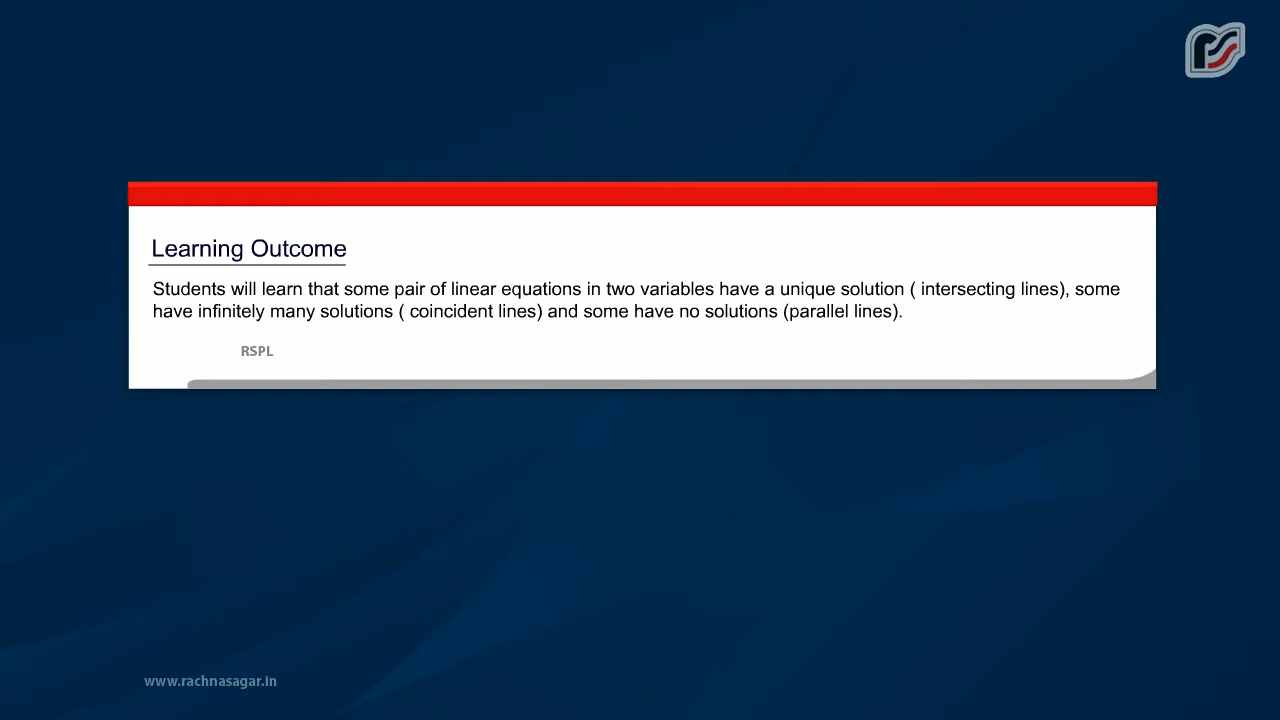 Learning Outcome
Students will learn that some pair of linear equations in two variables have a unique solution ( intersecting lines), some
have infinitely many solutions ( coincident lines) and some have no solutions (parallel lines).
RSPL
www.rachnasagar.in